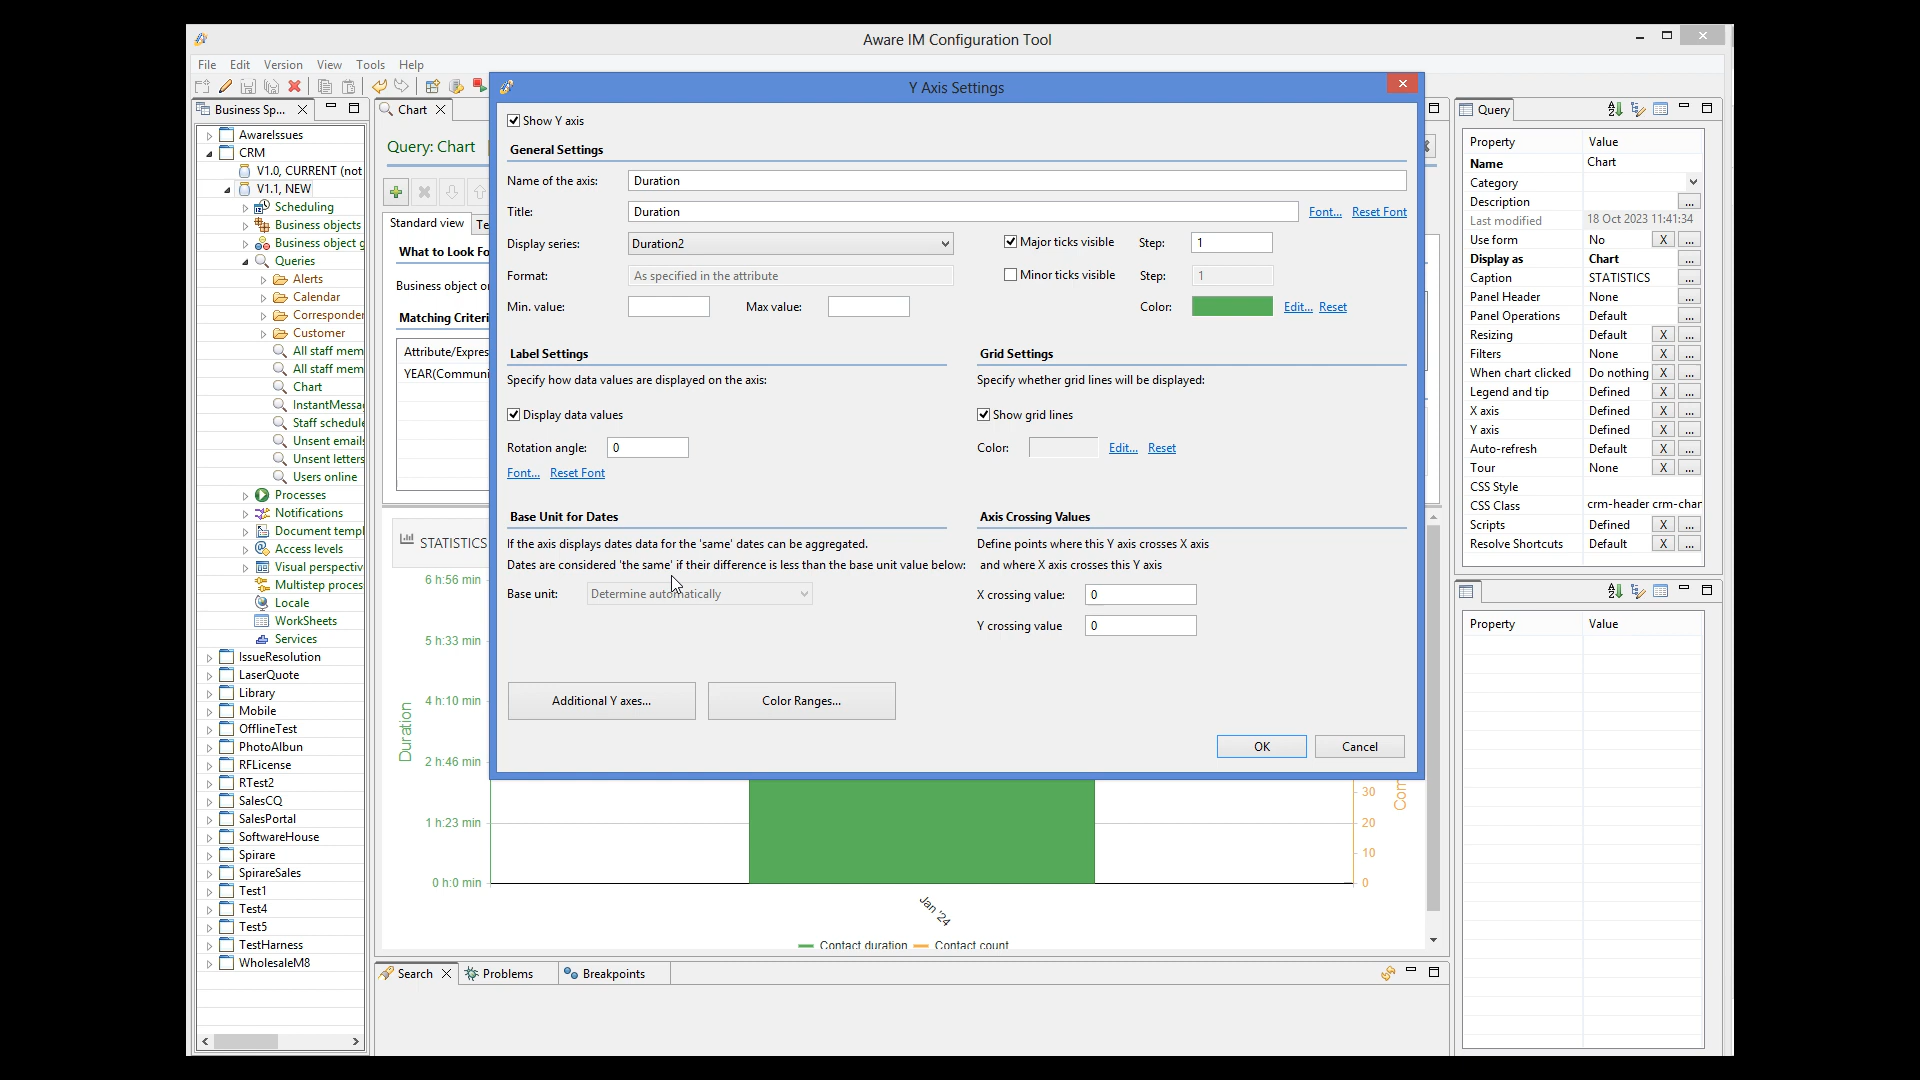 Aware IM Configuration Tool
File Edit Version View Tools Help
Business Sp...
AwareIssues
CRM
V1.0, CURRENT (not
V1.1, NEW
Scheduling
Business objects
Business object g
Queries
Alerts
Calendar
Corresponder
Customer
All staff mem
All staff mem
Chart
InstantMessa
Staff schedule
Unsent emails
Unsent letters
Users online
Processes
Notifications
Document templ
Access levels
Visual perspectiv
Multistep proces
Locale
WorkSheets
Services
IssueResolution
LaserQuote
Library
Mobile
OfflineTest
PhotoAlbun
RFLicense
RTest2
SalesCQ
SalesPortal
SoftwareHouse
Spirare
SpirareSales
Test1
Test4
Test5
TestHarness
WholesaleM8
Chart
Query: Chart
Standard view Te
What to Look Fo
Business object o
Matching Criteri
Attribute/Expres
YEAR(Communi
STATISTICS
6 h:56 min
5 h:33 min
4 h:10 min
2 h:46 min
1 h:23 min
0 h:0 min
Duration
30
20
10
0
Com
Jan '24
Contact duration Contact count
Y Axis Settings
Show Y axis
General Settings
Name of the axis: Duration
Title: Duration Font... Reset Font
Display series: Duration2 Major ticks visible Step: 1
Format: As specified in the attribute Minor ticks visible Step: 1
Min. value: Max value: Color: Edit... Reset
Label Settings
Specify how data values are displayed on the axis:
Display data values
Rotation angle: 0
Font... Reset Font
Grid Settings
Specify whether grid lines will be displayed:
Show grid lines
Color: Edit... Reset
Base Unit for Dates
If the axis displays dates data for the 'same' dates can be aggregated.
Dates are considered 'the same' if their difference is less than the base unit value below:
Base unit: Determine automatically
Axis Crossing Values
Define points where this Y axis crosses X axis
and where X axis crosses this Y axis
X crossing value: 0
Y crossing value 0
Additional Y axes... Color Ranges...
OK Cancel
Search Problems Breakpoints
Query
Property Value
Name Chart
Category
Description ...
Last modified 18 Oct 2023 11:41:34
Use form No X ...
Display as Chart ...
Caption STATISTICS ...
Panel Header None ...
Panel Operations Default ...
Resizing Default X ...
Filters None X ...
When chart clicked Do nothing X ...
Legend and tip Defined X ...
X axis Defined X ...
Y axis Defined X ...
Auto-refresh Default X ...
Tour None X ...
CSS Style
CSS Class crm-header crm-char
Scripts Defined X ...
Resolve Shortcuts Default X ...
Property Value